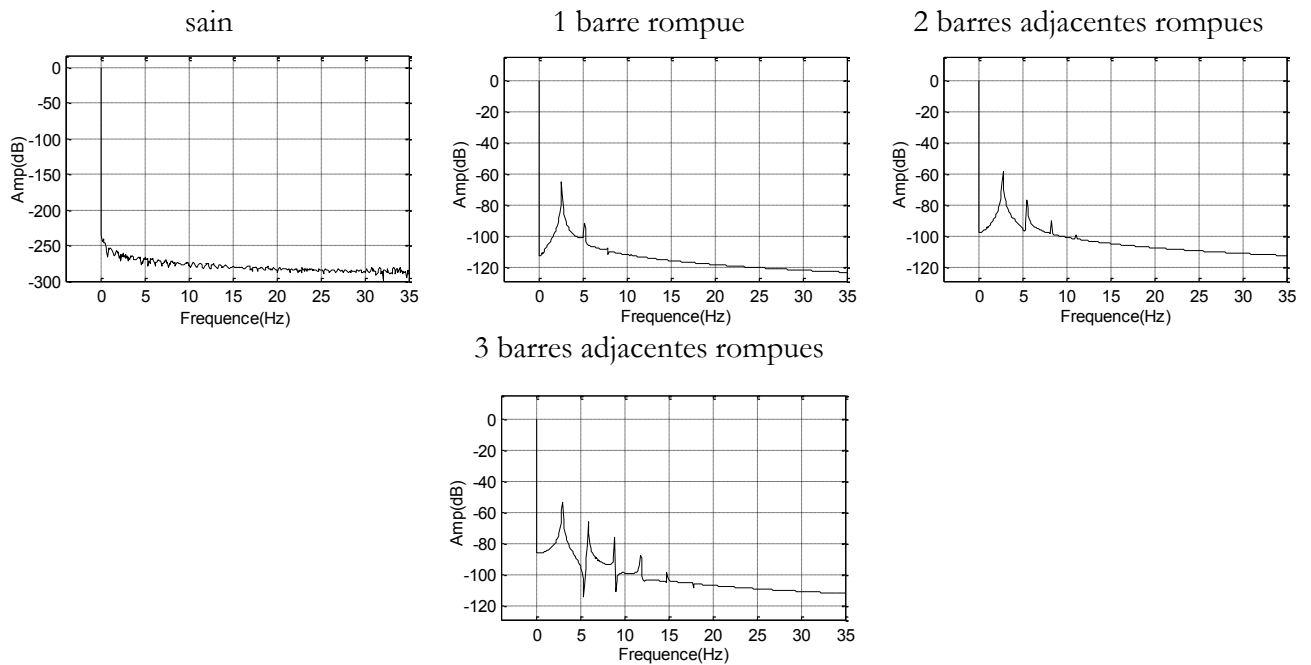 sain
1 barre rompue
2 barres adjacentes rompues
0
-50
-100
-150
-200
-250
-300
Amp(dB)
0 5 10 15 20 25 30 35
Frequence(Hz)
0
-20
-40
-60
-80
-100
-120
Amp(dB)
0 5 10 15 20 25 30 35
Frequence(Hz)
0
-20
-40
-60
-80
-100
-120
Amp(dB)
0 5 10 15 20 25 30 35
Frequence(Hz)
3 barres adjacentes rompues
0
-20
-40
-60
-80
-100
-120
Amp(dB)
0 5 10 15 20 25 30 35
Frequence(Hz)